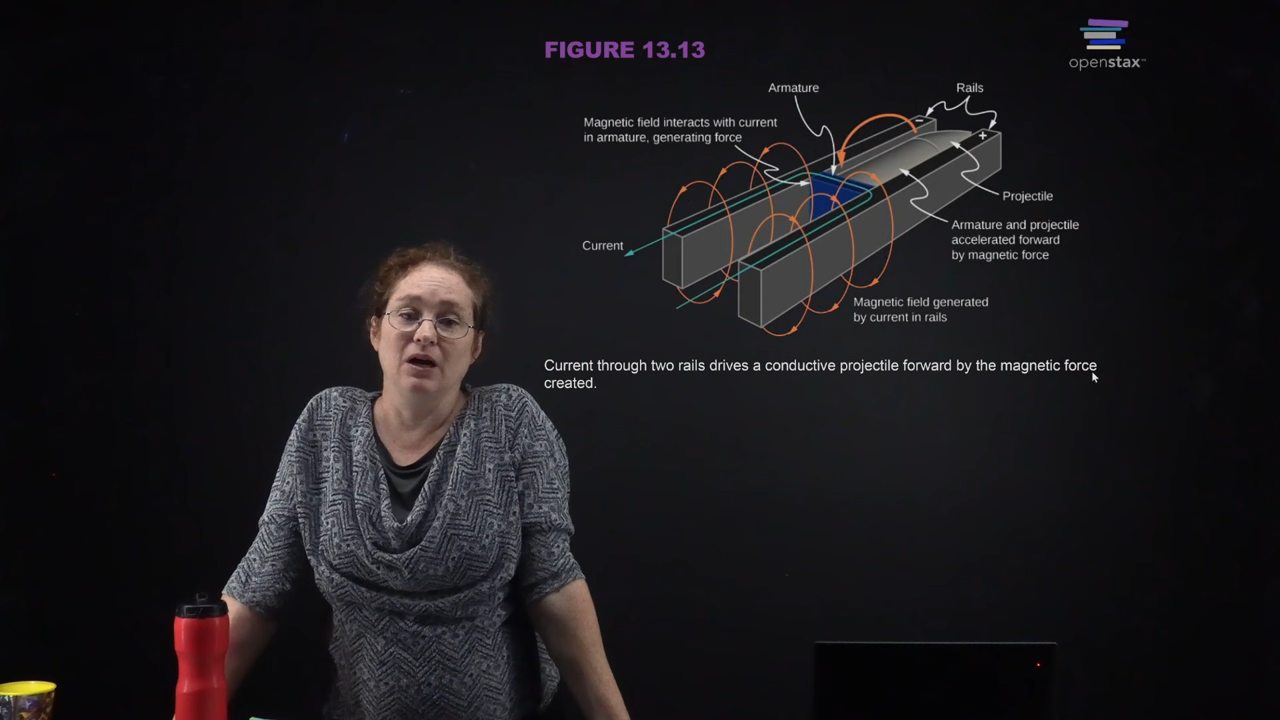 FIGURE 13.13
openstax™
Armature
Rails
Magnetic field interacts with current
in armature, generating force
−
+
Projectile
Armature and projectile
accelerated forward
by magnetic force
Current
Magnetic field generated
by current in rails
Current through two rails drives a conductive projectile forward by the magnetic force
created.